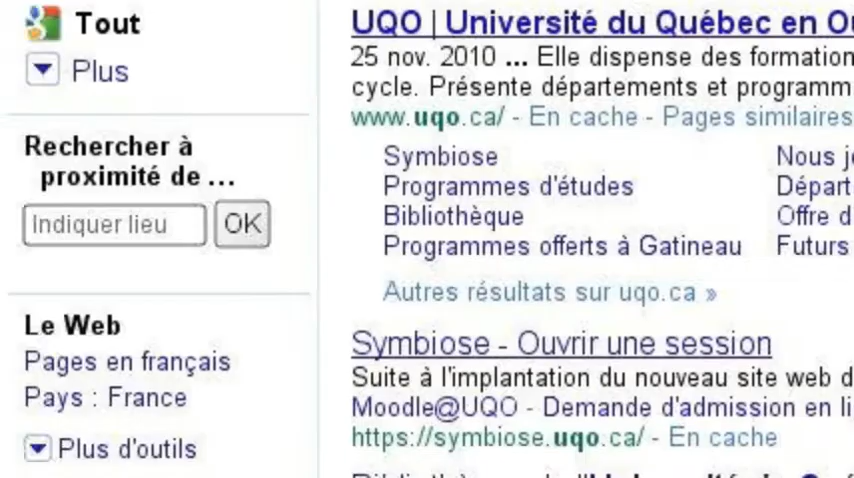 Tout
Plus
Rechercher à
proximité de ...
Indiquer lieu OK
Le Web
Pages en français
Pays : France
Plus d'outils
UQO | Université du Québec en
25 nov. 2010 ... Elle dispense des formation
cycle. Présente départements et programm
www.uqo.ca/ - En cache - Pages similaires
Symbiose Nous
Programmes d'études Départ
Bibliothèque Offre d
Programmes offerts à Gatineau Futurs
Autres résultats sur uqo.ca »
Symbiose - Ouvrir une session
Suite à l'implantation du nouveau site web d
Moodle@UQO - Demande d'admission en li
https://symbiose.uqo.ca/ - En cache